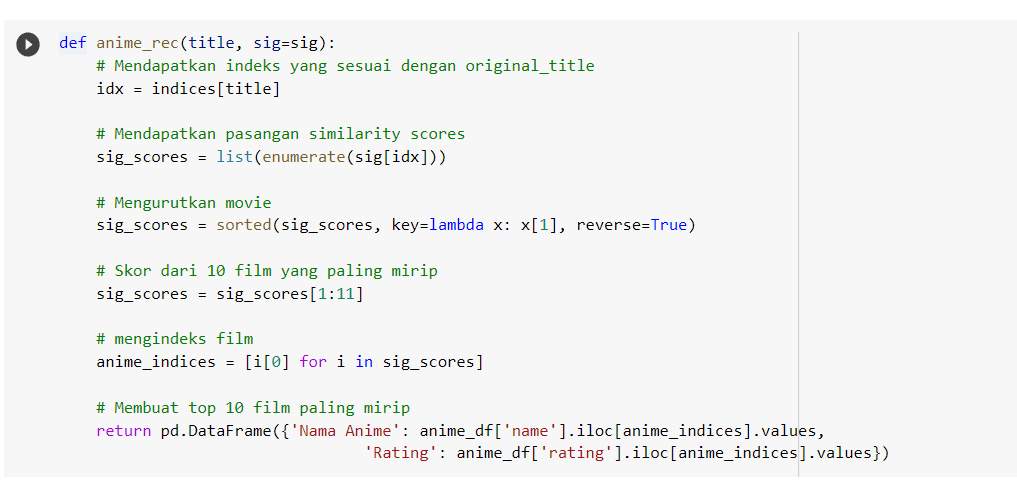 def anime_rec(title, sig=sig):
    # Mendapatkan indeks yang sesuai dengan original_title
    idx = indices[title]

    # Mendapatkan pasangan similarity scores
    sig_scores = list(enumerate(sig[idx]))

    # Mengurutkan movie
    sig_scores = sorted(sig_scores, key=lambda x: x[1], reverse=True)

    # Skor dari 10 film yang paling mirip
    sig_scores = sig_scores[1:11]

    # mengindeks film
    anime_indices = [i[0] for i in sig_scores]

    # Membuat top 10 film paling mirip
    return pd.DataFrame({'Nama Anime': anime_df['name'].iloc[anime_indices].values,
                                 'Rating': anime_df['rating'].iloc[anime_indices].values})